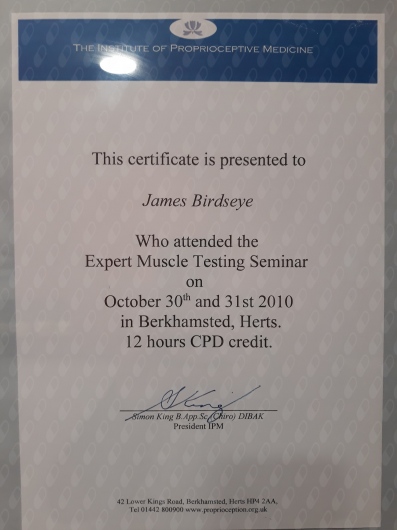 THE INSTITUTE OF PROPRIOCEPTIVE MEDICINE
This certificate is presented to
James Birdseye
Who attended the
Expert Muscle Testing Seminar
on
October 30th and 31st 2010
in Berkhamsted, Herts.
12 hours CPD credit.
S King
Simon King B.App.Sc.(Chiro) DIBAK
President IPM
42 Lower Kings Road, Berkhamsted, Herts HP4 2AA,
Tel 01442 800900 www.proprioception.org.uk